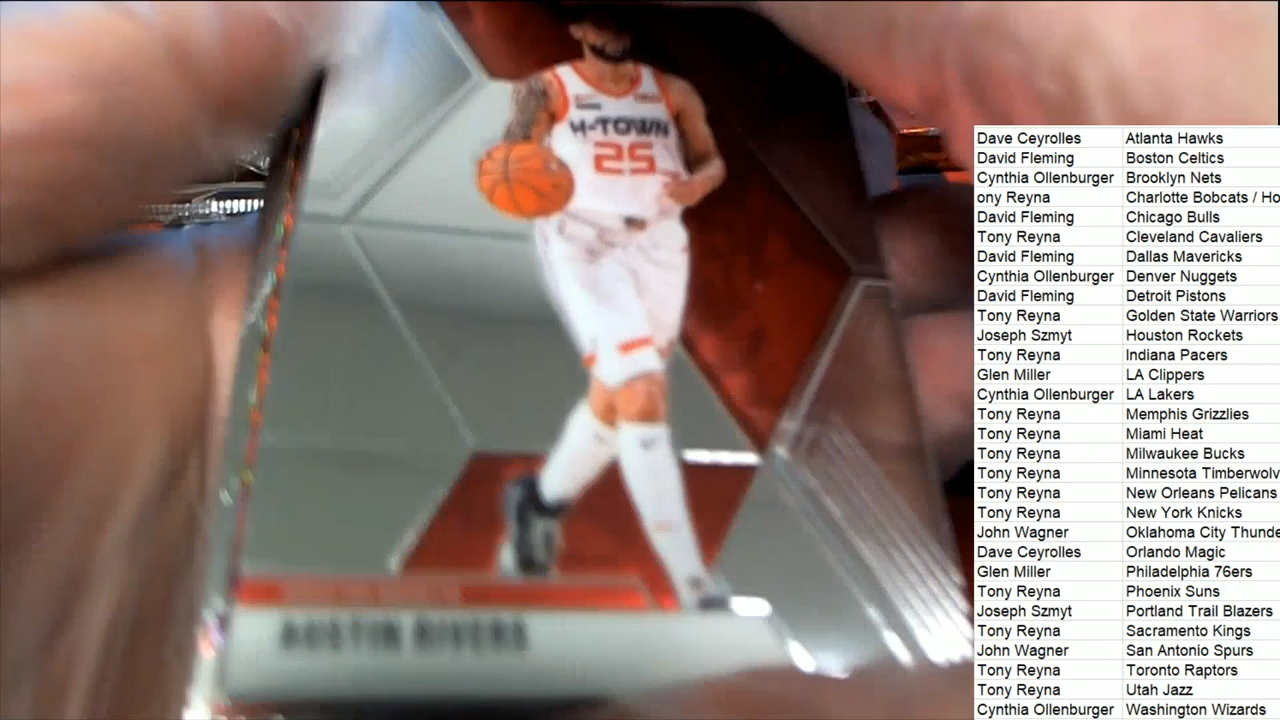 H-TOWN
25
AUSTIN RIVERS
Dave Ceyrolles Atlanta Hawks
David Fleming Boston Celtics
Cynthia Ollenburger Brooklyn Nets
ony Reyna Charlotte Bobcats / Ho
David Fleming Chicago Bulls
Tony Reyna Cleveland Cavaliers
David Fleming Dallas Mavericks
Cynthia Ollenburger Denver Nuggets
David Fleming Detroit Pistons
Tony Reyna Golden State Warriors
Joseph Szmyt Houston Rockets
Tony Reyna Indiana Pacers
Glen Miller LA Clippers
Cynthia Ollenburger LA Lakers
Tony Reyna Memphis Grizzlies
Tony Reyna Miami Heat
Tony Reyna Milwaukee Bucks
Tony Reyna Minnesota Timberwolv
Tony Reyna New Orleans Pelicans
Tony Reyna New York Knicks
John Wagner Oklahoma City Thunde
Dave Ceyrolles Orlando Magic
Glen Miller Philadelphia 76ers
Tony Reyna Phoenix Suns
Joseph Szmyt Portland Trail Blazers
Tony Reyna Sacramento Kings
John Wagner San Antonio Spurs
Tony Reyna Toronto Raptors
Tony Reyna Utah Jazz
Cynthia Ollenburger Washington Wizards